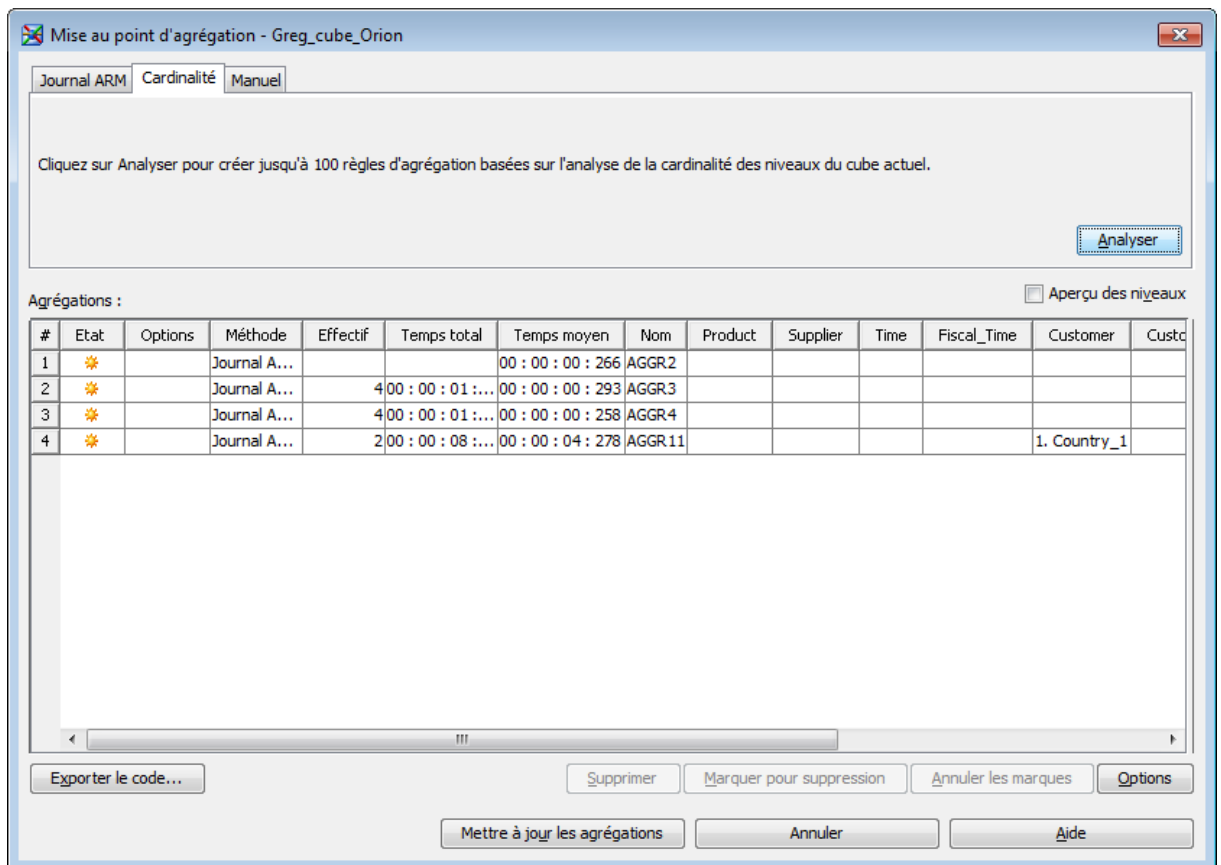 Mise au point d'agrégation - Greg_cube_Orion
Journal ARM Cardinalité Manuel
Cliquez sur Analyser pour créer jusqu'à 100 règles d'agrégation basées sur l'analyse de la cardinalité des niveaux du cube actuel.
Analyser
Agrégations :
Aperçu des niveaux
# Etat Options Méthode Effectif Temps total Temps moyen Nom Product Supplier Time Fiscal_Time Customer Custo
1 Journal A... 00 : 00 : 00 : 266 AGGR2
2 Journal A... 4 00 : 00 : 01 :... 00 : 00 : 00 : 293 AGGR3
3 Journal A... 4 00 : 00 : 01 :... 00 : 00 : 00 : 258 AGGR4
4 Journal A... 2 00 : 00 : 08 :... 00 : 00 : 04 : 278 AGGR11 1. Country_1
Exporter le code... Supprimer Marquer pour suppression Annuler les marques Options
Mettre à jour les agrégations Annuler Aide